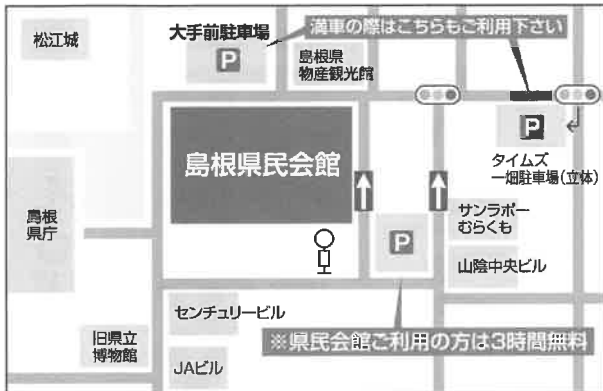 松江城
大手前駐車場
満車の際はこちらもご利用下さい
P
島根県
物産観光館
P
タイムズ
一畑駐車場(立体)
島根県民会館
島根
県庁
サンラポー
むらくも
P
山陰中央ビル
センチュリービル
※県民会館ご利用の方は3時間無料
旧県立
博物館
JAビル